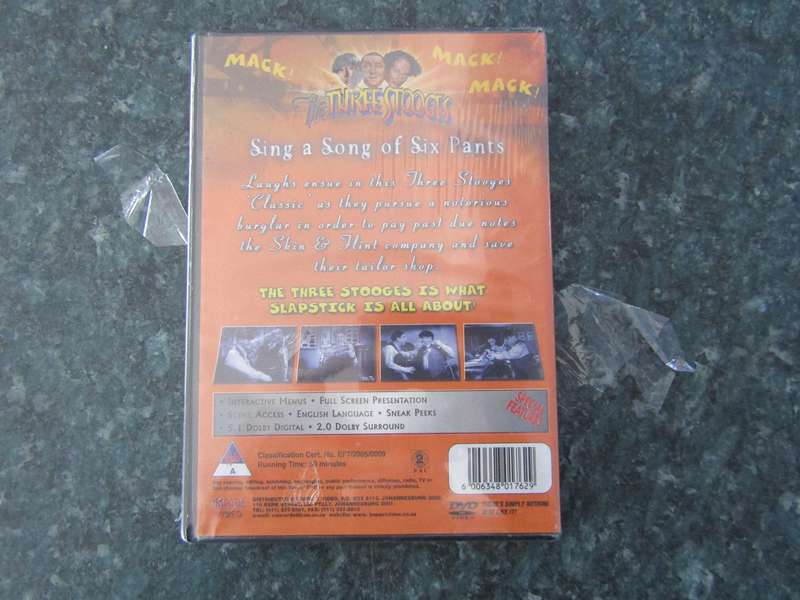 MACK!
MACK!
MACK!
The THREE STOOGES
Sing a Song of Six Pants
Laughs ensue in this Three Stooges
'Classic' as they pursue a notorious
burglar in order to pay past due notes
the Skin & Flint company and save
their tailor shop.
THE THREE STOOGES IS WHAT
SLAPSTICK IS ALL ABOUT!
• INTERACTIVE MENUS • FULL SCREEN PRESENTATION
• SCENE ACCESS • ENGLISH LANGUAGE • SNEAK PEEKS
• 5.1 DOLBY DIGITAL • 2.0 DOLBY SURROUND
SPECIAL FEATURES
A
Classification Cert. No.
Running Time: minutes
2
PAL
6 006348 017629
DVD
VIDEO